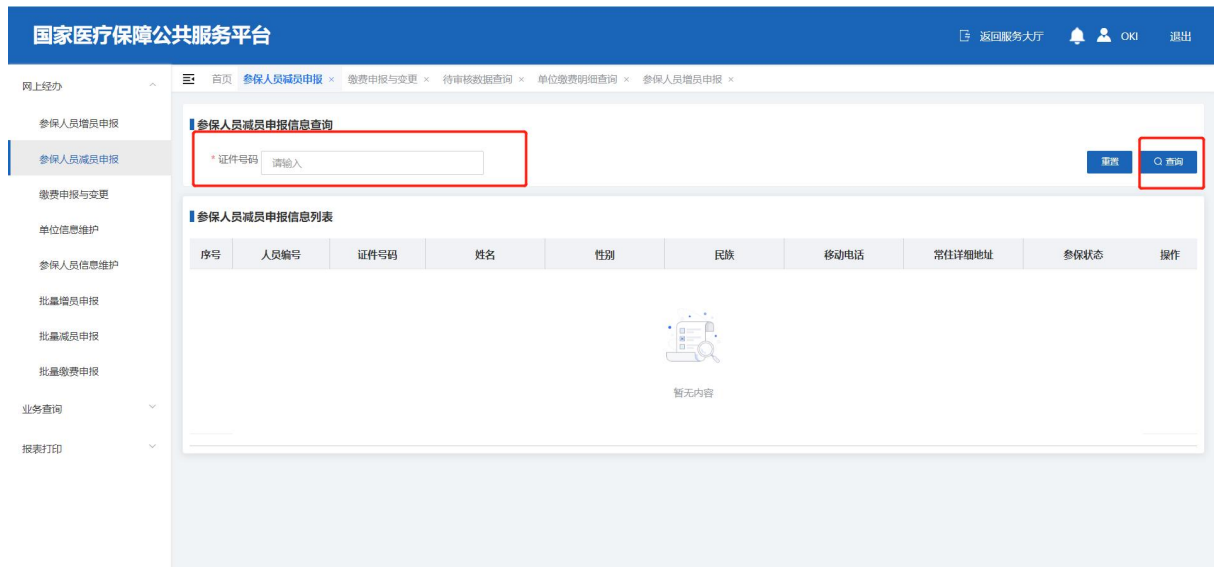 国家医疗保障公共服务平台
返回服务大厅 OKI 退出
网上经办
参保人员增员申报
参保人员减员申报
缴费申报与变更
单位信息维护
参保人员信息维护
批量增员申报
批量减员申报
批量缴费申报
业务查询
报表打印
首页 参保人员减员申报 × 缴费申报与变更 × 待审核数据查询 × 单位缴费明细查询 × 参保人员增员申报 ×
参保人员减员申报信息查询
* 证件号码 请输入 重置 查询
参保人员减员申报信息列表
序号 人员编号 证件号码 姓名 性别 民族 移动电话 常住详细地址 参保状态 操作
暂无内容